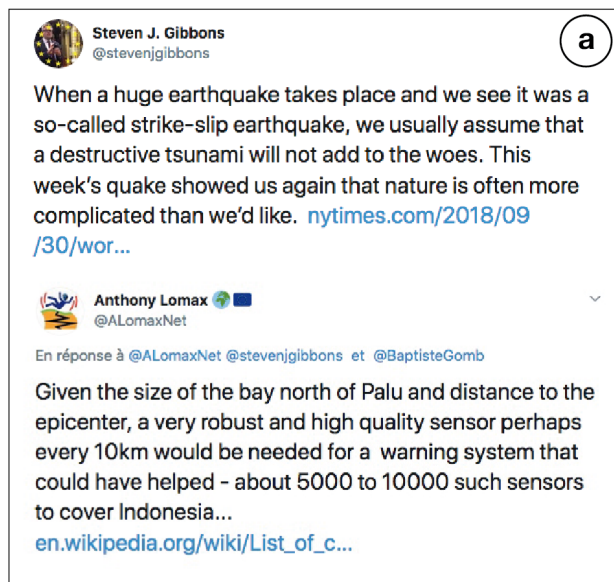 Steven J. Gibbons
@stevenjgibbons
a
When a huge earthquake takes place and we see it was a
so-called strike-slip earthquake, we usually assume that
a destructive tsunami will not add to the woes. This
week's quake showed us again that nature is often more
complicated than we'd like. nytimes.com/2018/09
/30/wor...
Anthony Lomax
@ALomaxNet
En réponse à @ALomaxNet @stevenjgibbons et @BaptisteGomb
Given the size of the bay north of Palu and distance to the
epicenter, a very robust and high quality sensor perhaps
every 10km would be needed for a warning system that
could have helped - about 5000 to 10000 such sensors
to cover Indonesia...
en.wikipedia.org/wiki/List_of_c...